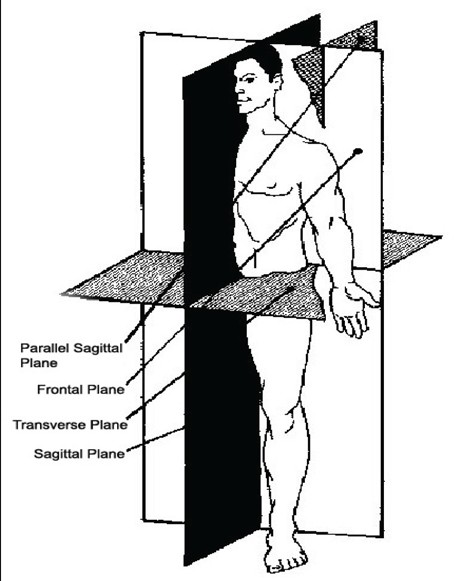 Parallel Sagittal
Plane
Frontal Plane
Transverse Plane
Sagittal Plane